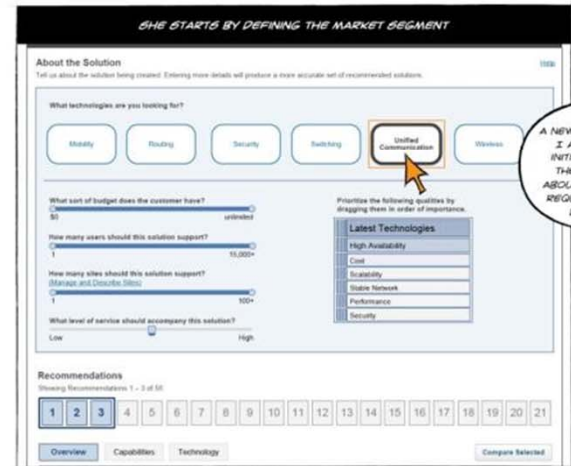 SHE STARTS BY DEFINING THE MARKET SEGMENT
About the Solution
Tell us about the solution being created. Entering more details will produce a more accurate set of recommended solutions.
What technologies are you looking for?
Mobility Routing Security Switching Unified Communication Wireless
What sort of budget does the customer have?
$0 unlimited
How many users should this solution support?
1 15,000+
How many sites should this solution support?
(Manage and Describe Sites)
1 100+
What level of service should accompany this solution?
Low High
Prioritize the following qualities by
dragging them in order of importance.
Latest Technologies
High Availability
Cost
Scalability
Stable Network
Performance
Security
A NEW
I A
INITI
THE
ABOU
REQU
Recommendations
Showing Recommendations 1 - 3 of 50
1 2 3 4 5 6 7 8 9 10 11 12 13 14 15 16 17 18 19 20 21
Overview Capabilities Technology Compare Selected